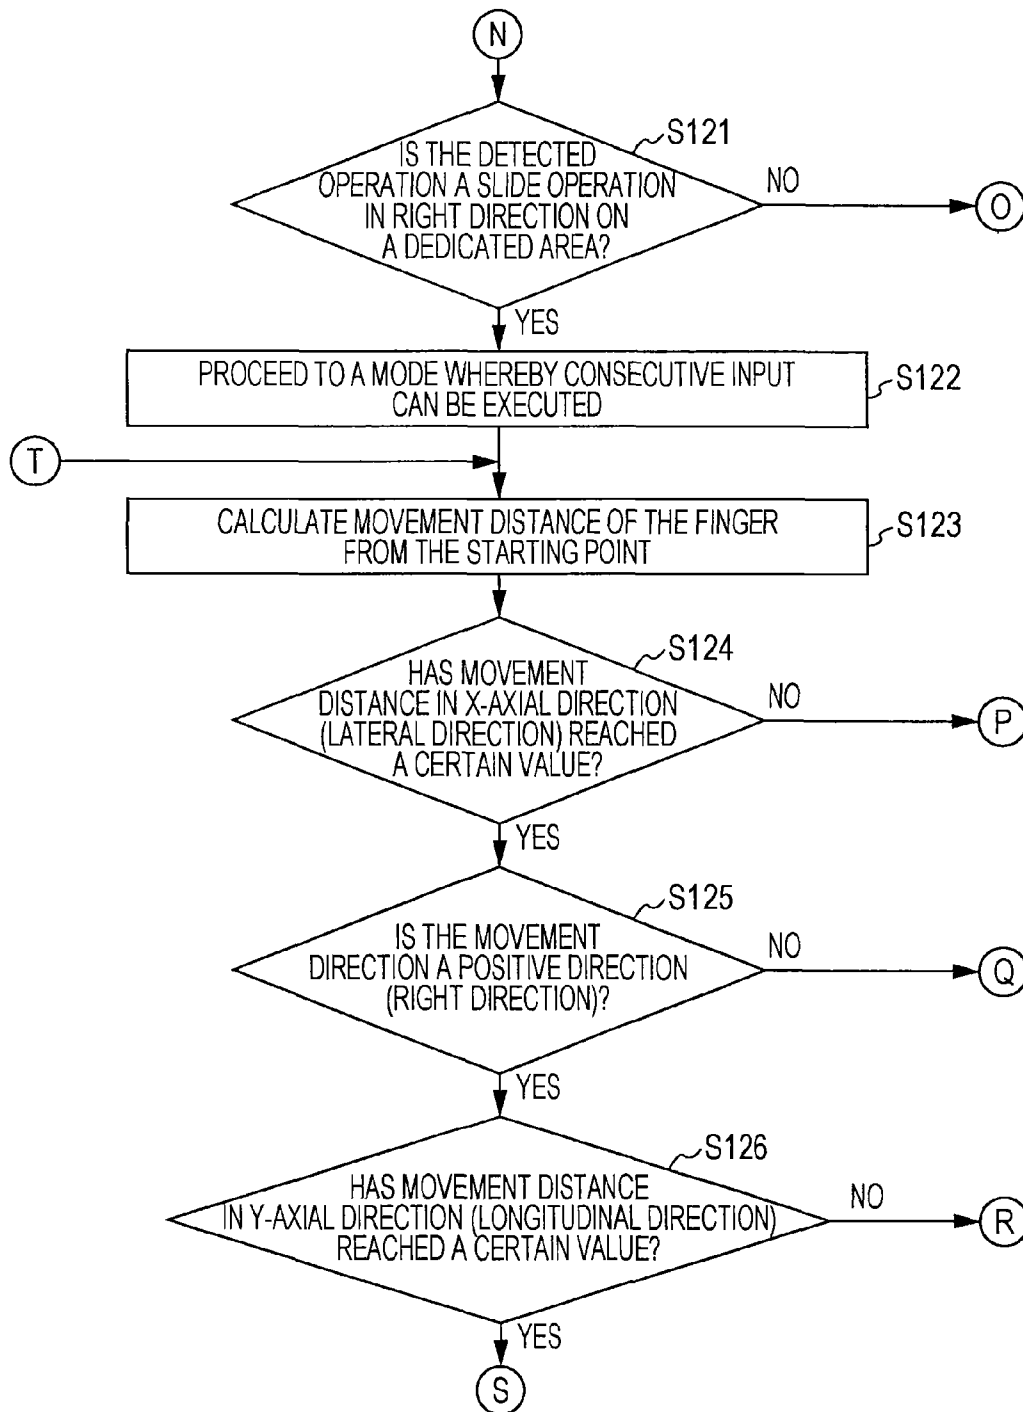 N
S121
IS THE DETECTED
OPERATION A SLIDE OPERATION
IN RIGHT DIRECTION ON
A DEDICATED AREA?
NO
O
YES
PROCEED TO A MODE WHEREBY CONSECUTIVE INPUT
CAN BE EXECUTED
S122
T
CALCULATE MOVEMENT DISTANCE OF THE FINGER
FROM THE STARTING POINT
S123
S124
HAS MOVEMENT
DISTANCE IN X-AXIAL DIRECTION
(LATERAL DIRECTION) REACHED
A CERTAIN VALUE?
NO
P
YES
S125
IS THE MOVEMENT
DIRECTION A POSITIVE DIRECTION
(RIGHT DIRECTION)?
NO
Q
YES
S126
HAS MOVEMENT DISTANCE
IN Y-AXIAL DIRECTION (LONGITUDINAL DIRECTION)
REACHED A CERTAIN VALUE?
NO
R
YES
S